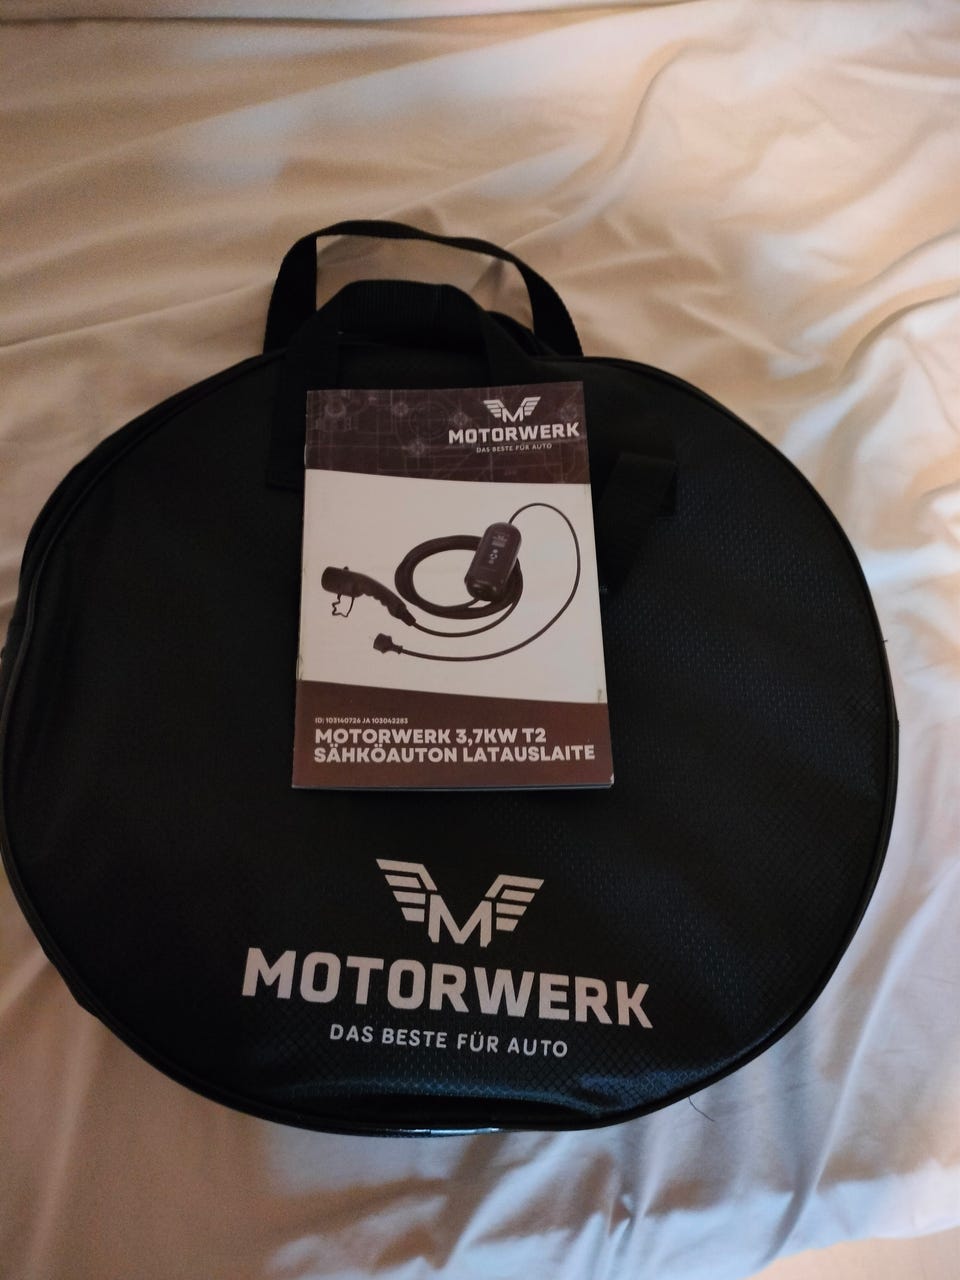 MOTORWERK
DAS BESTE FÜR AUTO
ID: 103140726 JA 103042283
MOTORWERK 3,7KW T2
SÄHKÖAUTON LATAUSLAITE
MOTORWERK
DAS BESTE FÜR AUTO